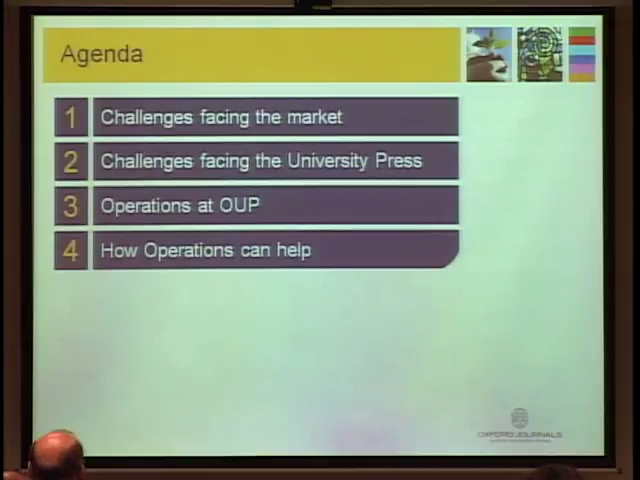 Agenda
1 Challenges facing the market
2 Challenges facing the University Press
3 Operations at OUP
4 How Operations can help
OXFORD JOURNALS